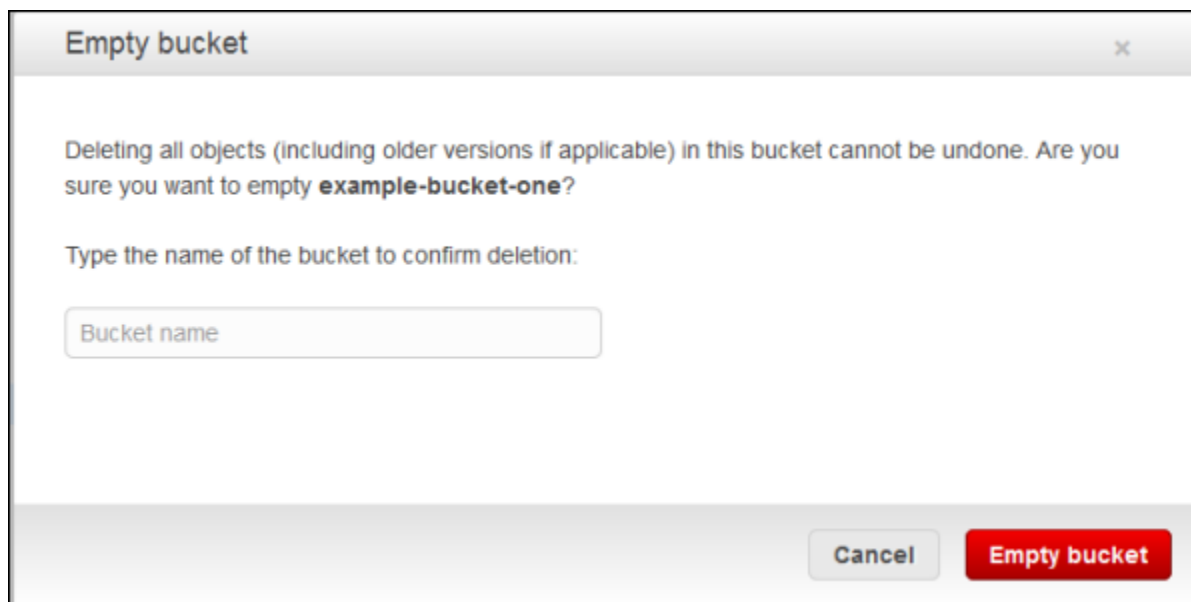 Empty bucket
×
Deleting all objects (including older versions if applicable) in this bucket cannot be undone. Are you
sure you want to empty example-bucket-one?
Type the name of the bucket to confirm deletion:
Bucket name
Cancel
Empty bucket